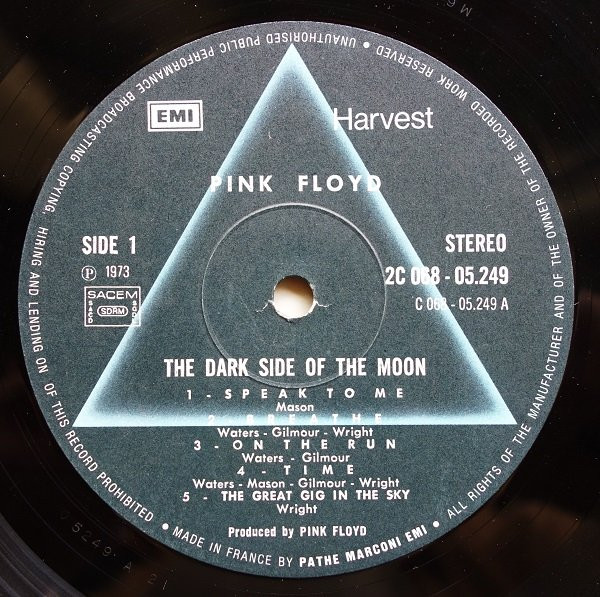 UNAUTHORISED PUBLIC PERFORMANCE BROADCASTING COPYING, HIRING AND LENDING ON OF THIS RECORD PROHIBITED • MADE IN FRANCE BY PATHE MARCONI EMI • ALL RIGHTS OF THE MANUFACTURER AND OF THE OWNER OF THE RECORDED WORK RESERVED •
EMI
Harvest
PINK FLOYD
SIDE 1
STEREO
Ⓟ 1973
2C 068 - 05.249
SACEM
SACD
SDRM
SGDL
C 068 - 05.249 A
THE DARK SIDE OF THE MOON
1 - SPEAK TO ME
Mason
2 - BREATHE
Waters - Gilmour - Wright
3 - ON THE RUN
Waters - Gilmour
4 - TIME
Waters - Mason - Gilmour - Wright
5 - THE GREAT GIG IN THE SKY
Wright
Produced by PINK FLOYD